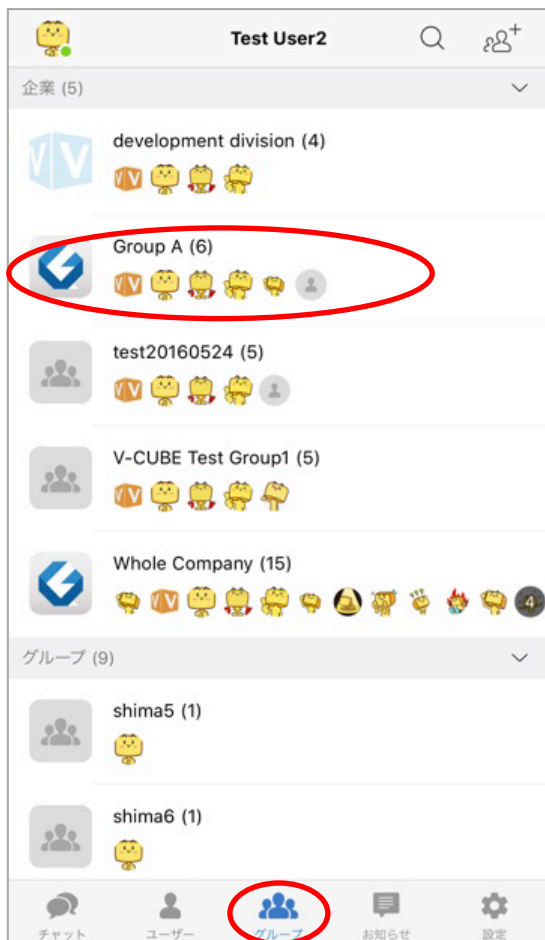 Test User2
企業 (5)
development division (4)
Group A (6)
test20160524 (5)
V-CUBE Test Group1 (5)
Whole Company (15)
4
グループ (9)
shima5 (1)
shima6 (1)
チャット ユーザー グループ お知らせ 設定